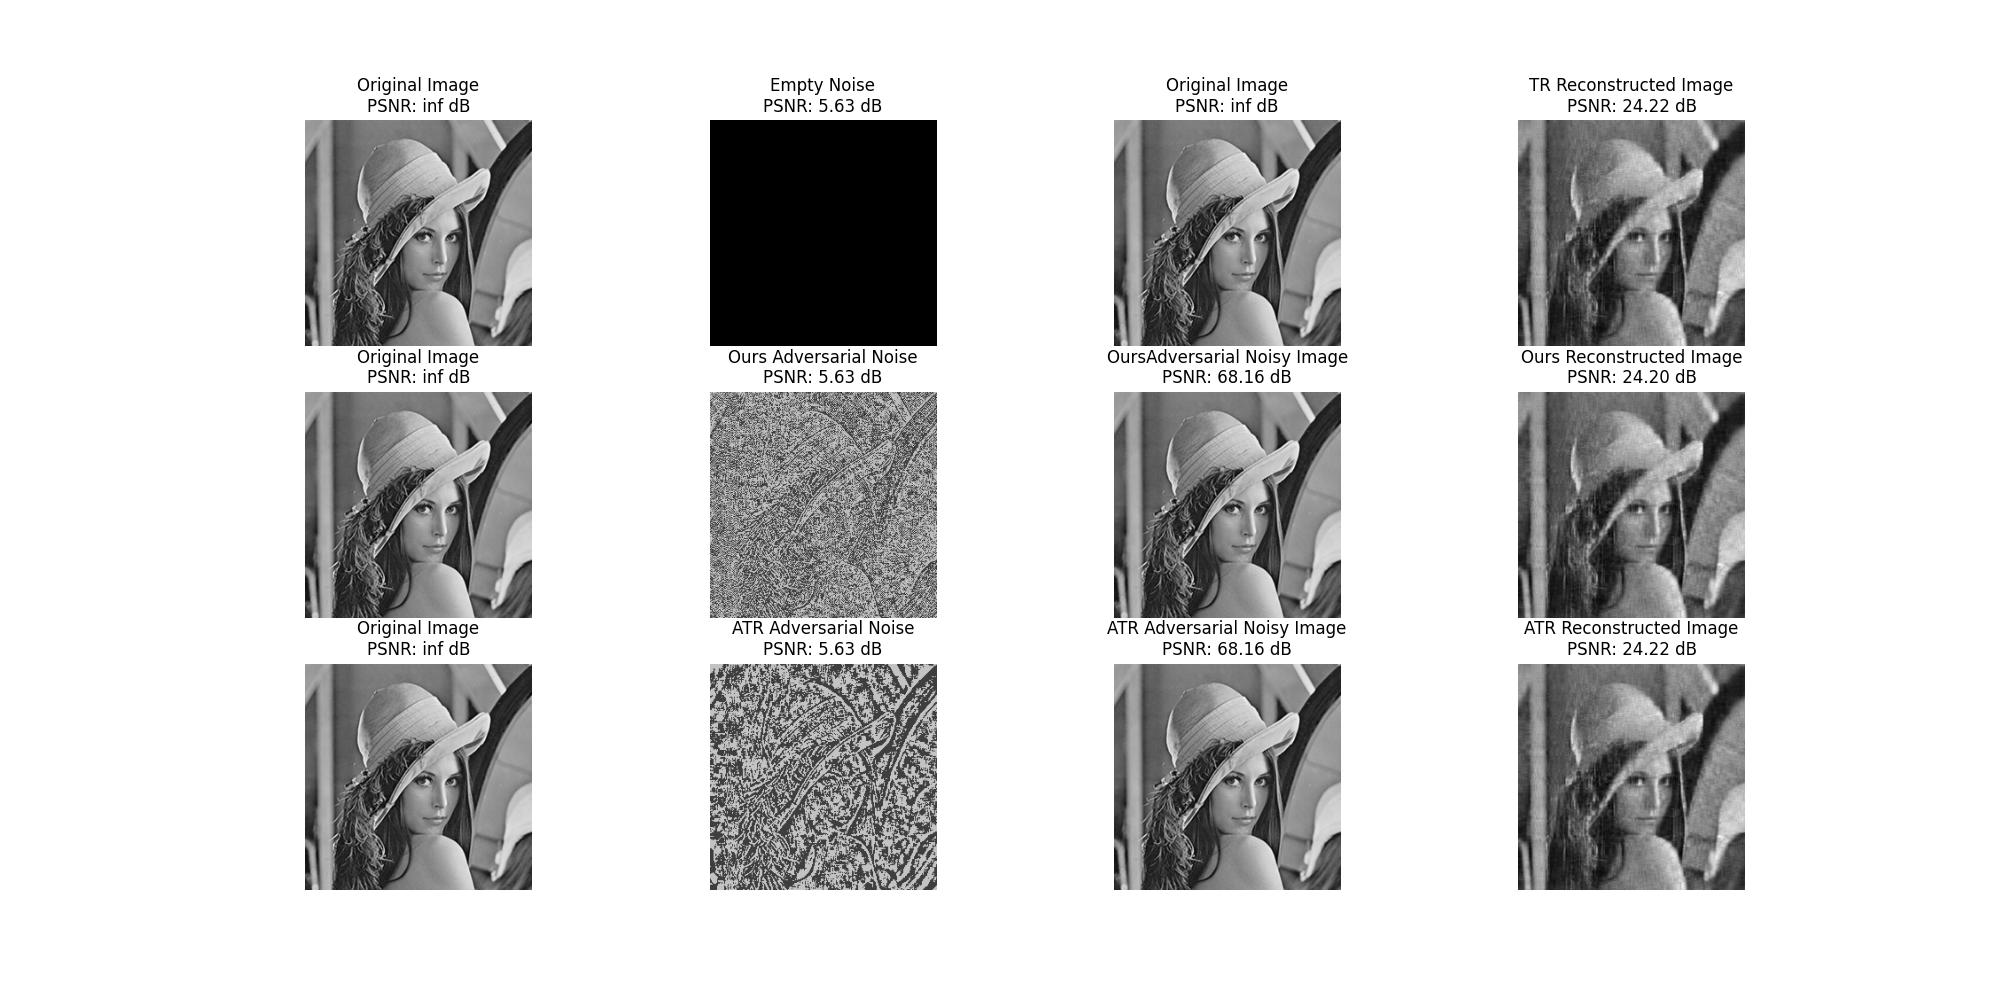 Original Image
PSNR: inf dB
Empty Noise
PSNR: 5.63 dB
Original Image
PSNR: inf dB
TR Reconstructed Image
PSNR: 24.22 dB
Original Image
PSNR: inf dB
Ours Adversarial Noise
PSNR: 5.63 dB
OursAdversarial Noisy Image
PSNR: 68.16 dB
Ours Reconstructed Image
PSNR: 24.20 dB
Original Image
PSNR: inf dB
ATR Adversarial Noise
PSNR: 5.63 dB
ATR Adversarial Noisy Image
PSNR: 68.16 dB
ATR Reconstructed Image
PSNR: 24.22 dB